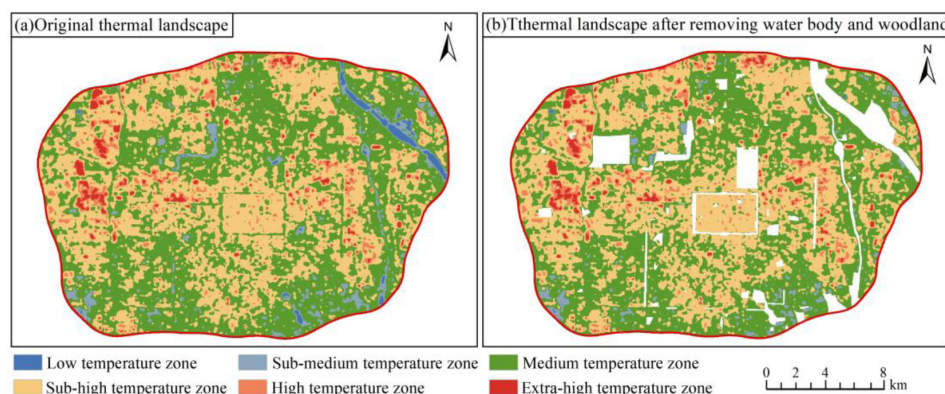 (a)Original thermal landscape
N
(b)Tthermal landscape after removing water body and woodland
N
Low temperature zone
Sub-medium temperature zone
Medium temperature zone
Sub-high temperature zone
High temperature zone
Extra-high temperature zone
0 2 4 8
km